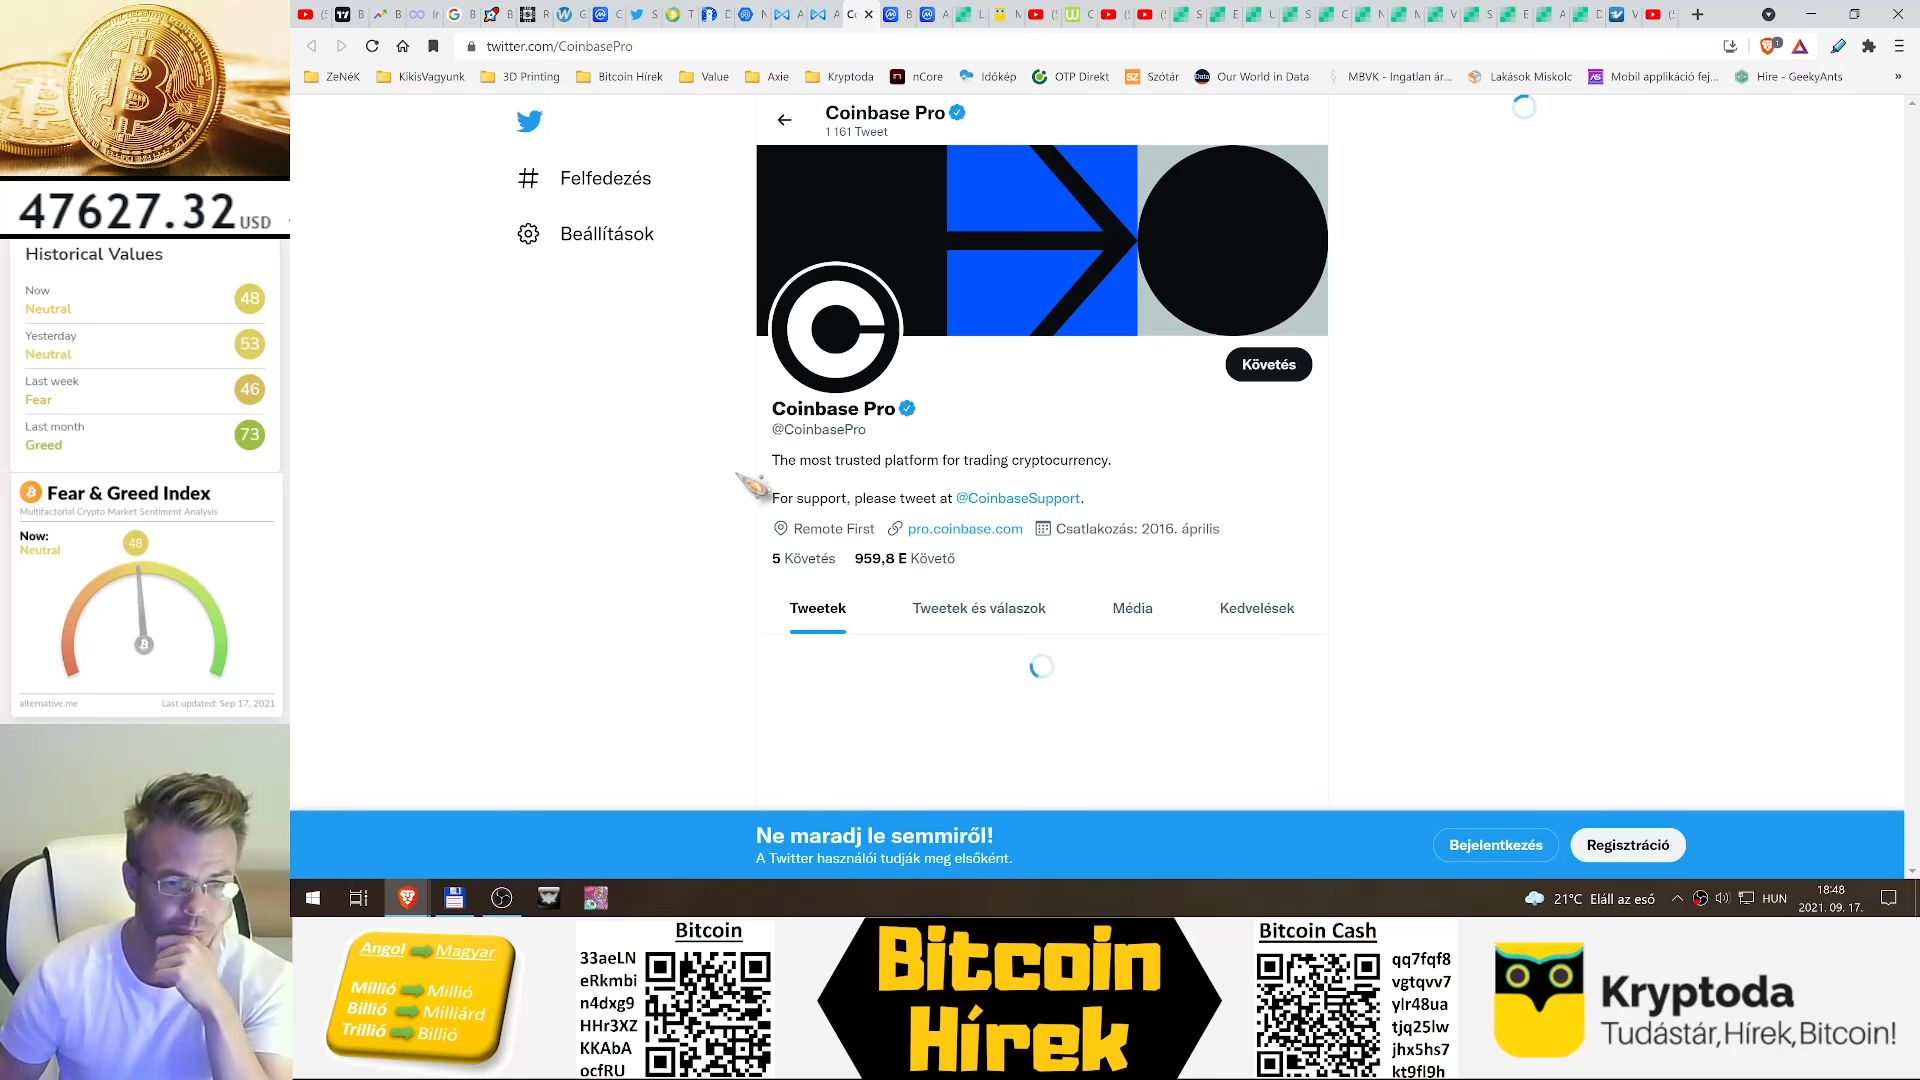 twitter.com/CoinbasePro
ZeNéK
KikisVagyunk
3D Printing
Bitcoin Hírek
Value
Axie
Kryptoda
nCore
Időkép
OTP Direkt
Szótár
Our World in Data
MBVK - Ingatlan ár...
Lakások Miskolc
Mobil applikáció fej...
Hire - GeekyAnts
»
47627.32 USD
Historical Values
Now
Neutral
48
Yesterday
Neutral
53
Last week
Fear
46
Last month
Greed
73
Fear & Greed Index
Multifactorial Crypto Market Sentiment Analysis
Now:
Neutral
48
alternative.me
Last updated: Sep 17, 2021
Felfedezés
Beállítások
Coinbase Pro
1 161 Tweet
Követés
Coinbase Pro
@CoinbasePro
The most trusted platform for trading cryptocurrency.
For support, please tweet at @CoinbaseSupport.
Remote First
pro.coinbase.com
Csatlakozás: 2016. április
5 Követés
959,8 E Követő
Tweetek
Tweetek és válaszok
Média
Kedvelések
Ne maradj le semmiről!
A Twitter használói tudják meg elsőként.
Bejelentkezés
Regisztráció
21°C Eláll az eső
HUN
18:48
2021. 09. 17.
Angol Magyar
Millió Millió
Billió Milliárd
Trillió Billió
Bitcoin
33aeLN
eRkmbi
n4dxg9
HHr3XZ
KKAbA
ocfRU
Bitcoin
Hírek
Bitcoin Cash
qq7fqf8
vgtqvv7
ylr48ua
tjq25lw
jhx5hs7
kt9fl9h
Kryptoda
Tudástár,Hírek,Bitcoin!